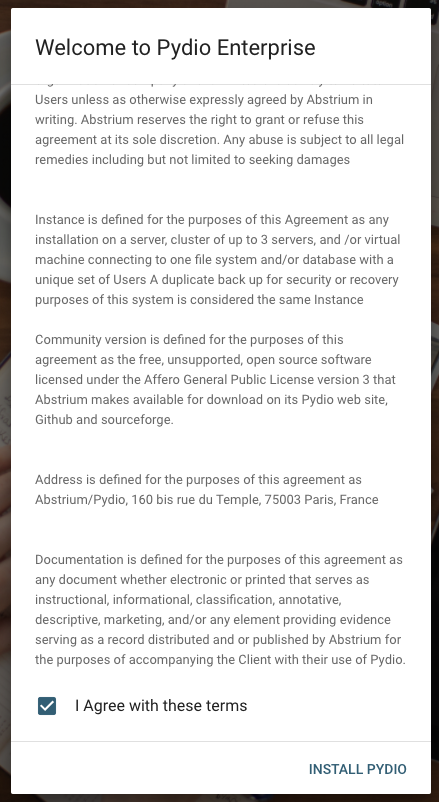 Welcome to Pydio Enterprise
Users unless as otherwise expressly agreed by Abstrium in
writing. Abstrium reserves the right to grant or refuse this
agreement at its sole discretion. Any abuse is subject to all legal
remedies including but not limited to seeking damages
Instance is defined for the purposes of this Agreement as any
installation on a server, cluster of up to 3 servers, and /or virtual
machine connecting to one file system and/or database with a
unique set of Users A duplicate back up for security or recovery
purposes of this system is considered the same Instance
Community version is defined for the purposes of this
agreement as the free, unsupported, open source software
licensed under the Affero General Public License version 3 that
Abstrium makes available for download on its Pydio web site,
Github and sourceforge.
Address is defined for the purposes of this agreement as
Abstrium/Pydio, 160 bis rue du Temple, 75003 Paris, France
Documentation is defined for the purposes of this agreement as
any document whether electronic or printed that serves as
instructional, informational, classification, annotative,
descriptive, marketing, and/or any element providing evidence
serving as a record distributed and or published by Abstrium for
the purposes of accompanying the Client with their use of Pydio.
I Agree with these terms
INSTALL PYDIO